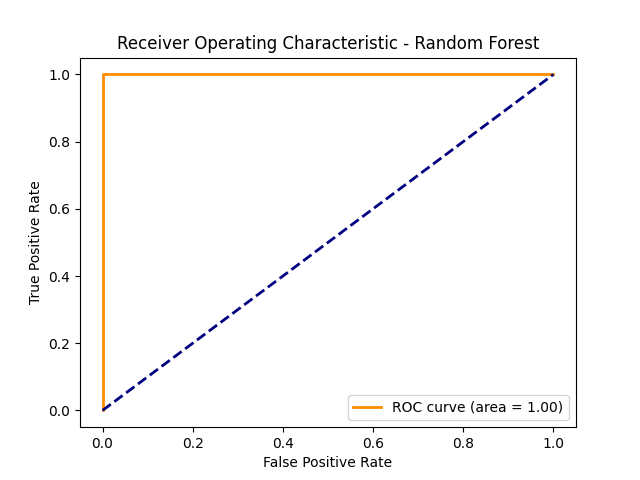 Receiver Operating Characteristic - Random Forest
1.0
0.8
0.6
0.4
0.2
0.0
True Positive Rate
ROC curve (area = 1.00)
0.0 0.2 0.4 0.6 0.8 1.0
False Positive Rate